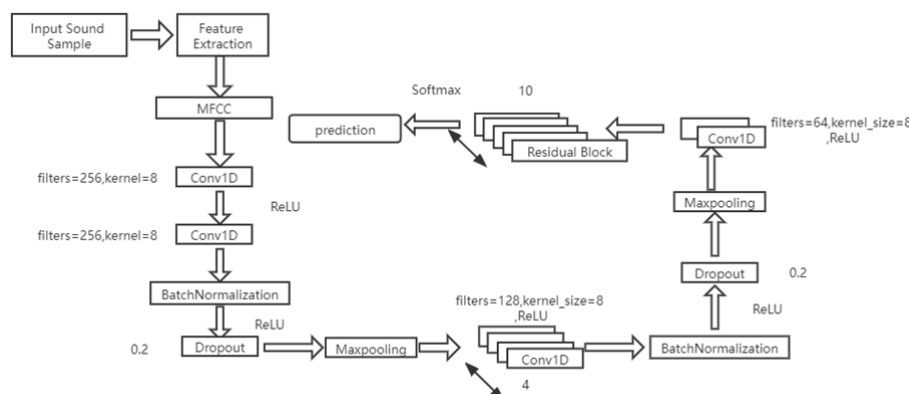 Input Sound
Sample
Feature
Extraction
MFCC
filters=256,kernel=8
Conv1D
ReLU
filters=256,kernel=8
Conv1D
BatchNormalization
ReLU
0.2
Dropout
Maxpooling
filters=128,kernel_size=8
,ReLU
Conv1D
4
BatchNormalization
ReLU
Dropout
0.2
Maxpooling
filters=64,kernel_size=8
,ReLU
Conv1D
10
Residual Block
Softmax
prediction